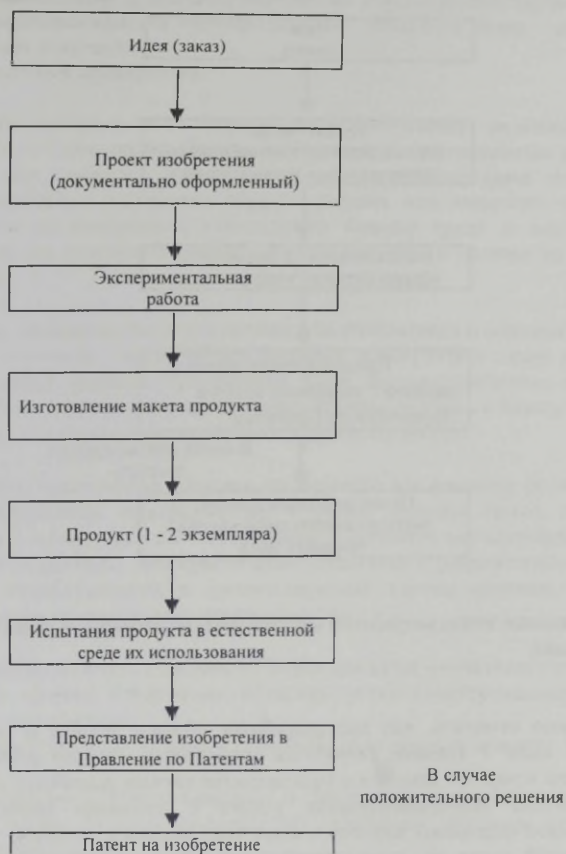 Идея (заказ)
Проект изобретения
(документально оформленный)
Экспериментальная
работа
Изготовление макета продукта
Продукт (1 - 2 экземпляра)
Испытания продукта в естественной
среде их использования
Представление изобретения в
Правление по Патентам
В случае
положительного решения
Патент на изобретение